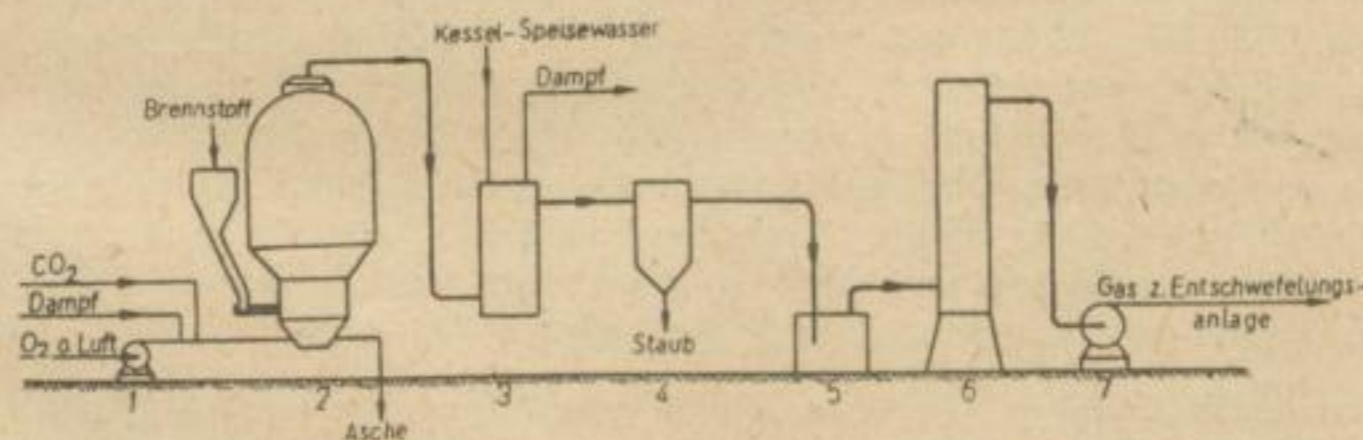 Kessel-Speisewasser
Dampf
Brennstoff
CO2
Dampf
O2 o Luft
Staub
Gas z. Entschwefelungs-
anlage
1 2 3 4 5 6 7
Asche